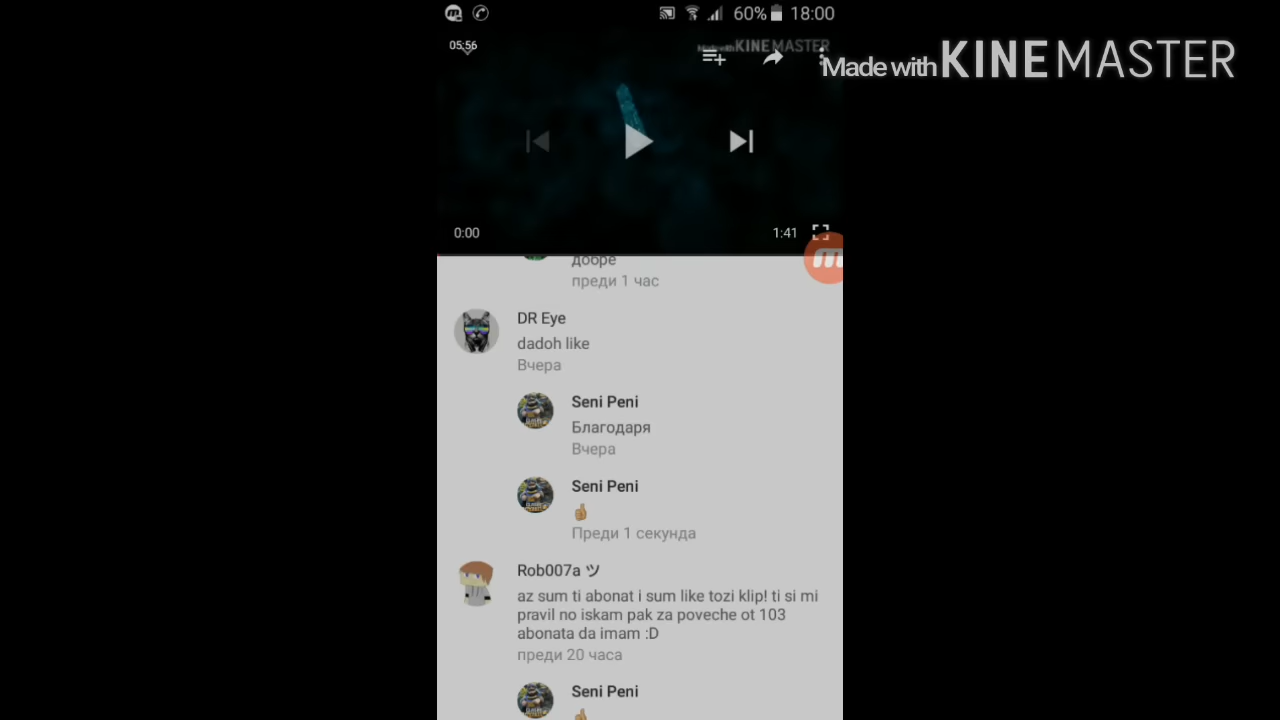 60% 18:00
05:56
Made with KINEMASTER
Made with KINEMASTER
0:00 1:41
добре
преди 1 час
DR Eye
dadoh like
Вчера
Seni Peni
Благодаря
Вчера
Seni Peni
👍
Преди 1 секунда
Rob007a ツ
az sum ti abonat i sum like tozi klip! ti si mi
pravil no iskam pak za poveche ot 103
abonata da imam :D
преди 20 часа
Seni Peni